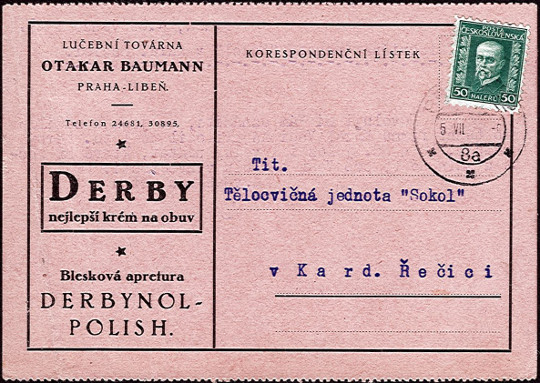 LUČEBNÍ TOVÁRNA
OTAKAR BAUMANN
PRAHA-LIBEŇ.
Telefon 24681, 30895.
DERBY
nejlepší krém na obuv
Blesková apretura
DERBYNOL-
POLISH.
KORESPONDENČNÍ LÍSTEK
POŠTA
ČESKOSLOVENSKÁ
50 HALÉŘŮ 50
5 VII
8a
Tit.
Tělocvičná jednota "Sokol"
v Kard. Řečici